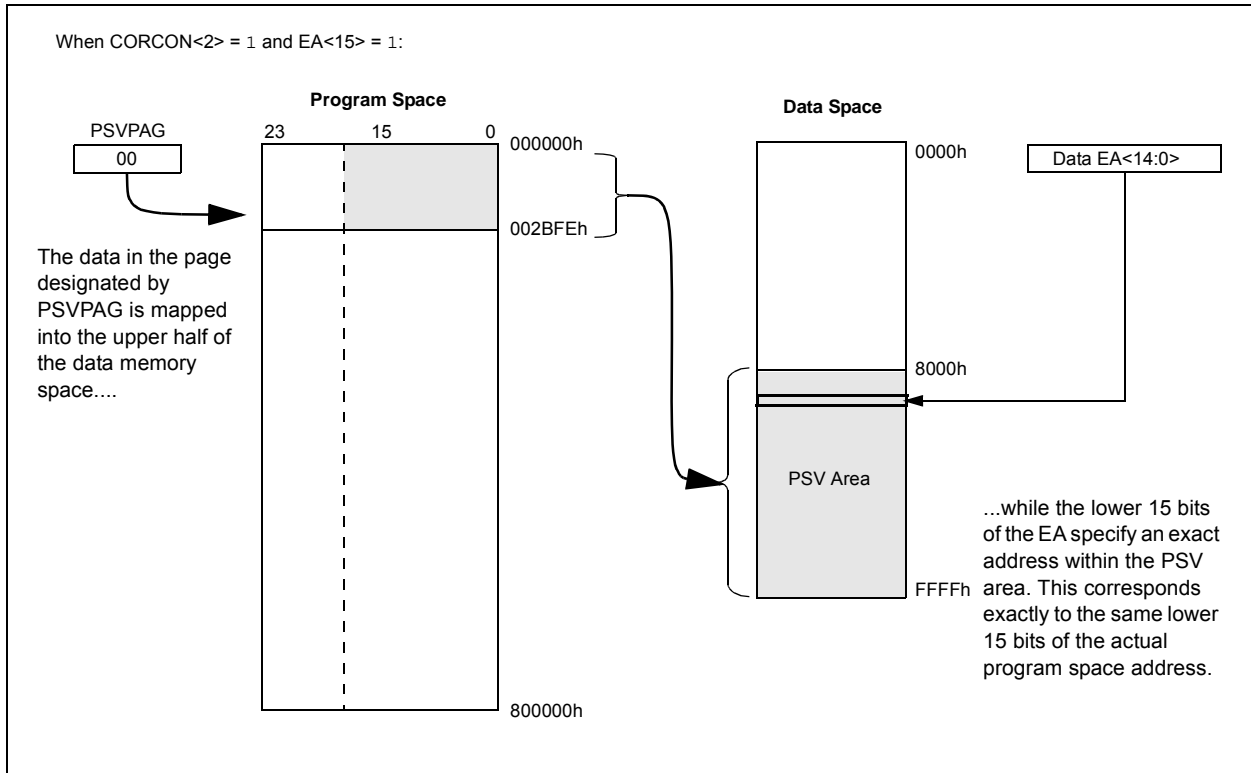 When CORCON<2> = 1 and EA<15> = 1:
Program Space
Data Space
PSVPAG
00
23 15 0
000000h
002BFEh
800000h
The data in the page
designated by
PSVPAG is mapped
into the upper half of
the data memory
space....
0000h
8000h
FFFFh
PSV Area
Data EA<14:0>
...while the lower 15 bits
of the EA specify an exact
address within the PSV
area. This corresponds
exactly to the same lower
15 bits of the actual
program space address.